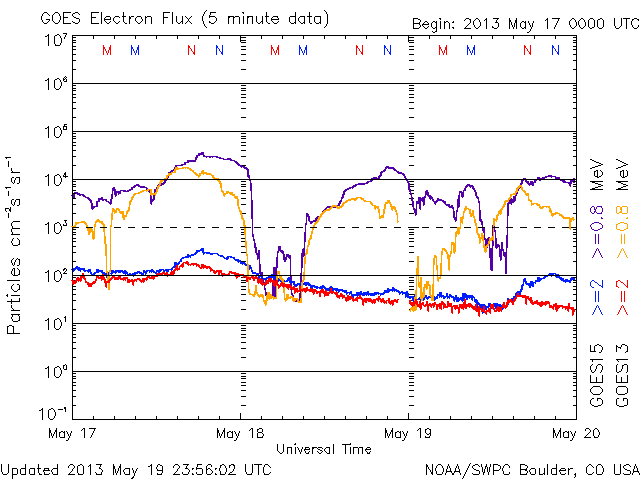 GOES Electron Flux (5 minute data)
Begin: 2013 May 17 0000 UTC
10⁷
M M N N M M N N M M N N
10⁶
10⁵
10⁴
10³
10²
10¹
10⁰
10⁻¹
Particles cm⁻²s⁻¹sr⁻¹
May 17 May 18 May 19 May 20
Universal Time
GOES15 >=2 >=0.8 MeV
GOES13 >=2 >=0.8 MeV
Updated 2013 May 19 23:56:02 UTC
NOAA/SWPC Boulder, CO USA